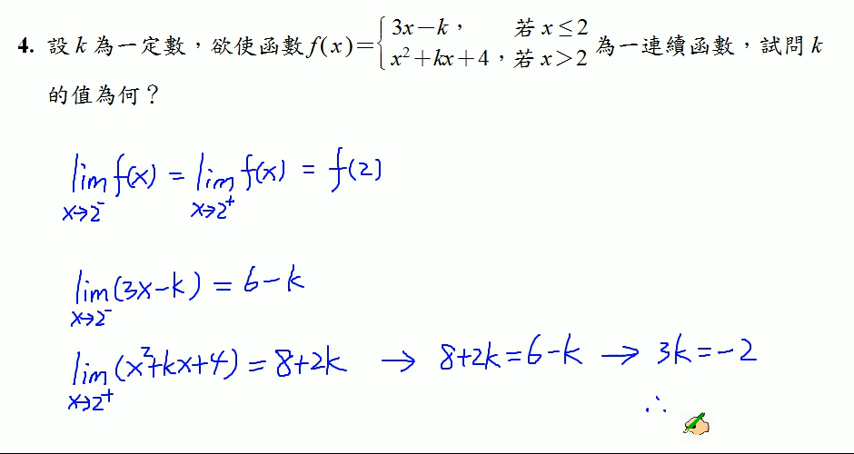 4. 設 k 為一定數，欲使函數 f(x)={3x−k， 若 x≤2
x²+kx+4，若 x>2 為一連續函數，試問 k
的值為何？
lim f(x) = lim f(x) = f(2)
x→2⁻ x→2⁺
lim (3x−k) = 6−k
x→2⁻
lim (x²+kx+4) = 8+2k → 8+2k=6−k → 3k=−2
x→2⁺
∴